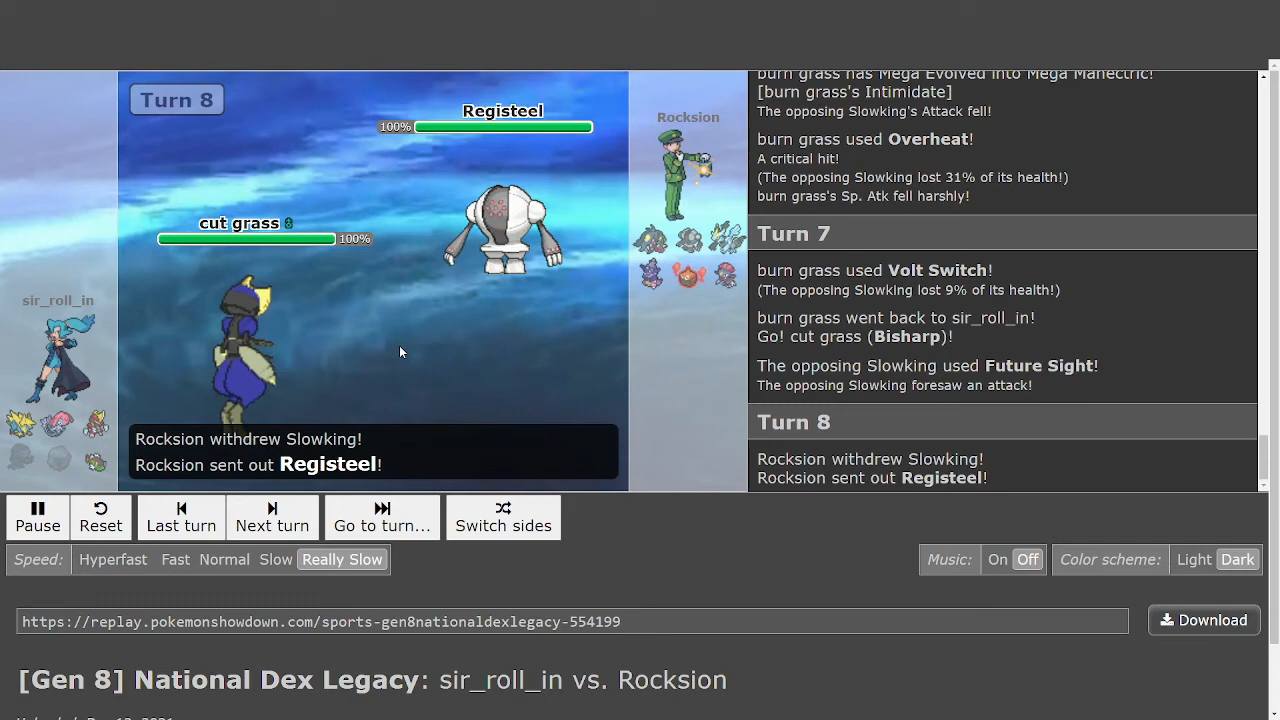 Turn 8
Registeel
100%
cut grass
100%
Rocksion
sir_roll_in
Rocksion withdrew Slowking!
Rocksion sent out Registeel!
burn grass has Mega Evolved into Mega Manectric!
[burn grass's Intimidate]
The opposing Slowking's Attack fell!
burn grass used Overheat!
A critical hit!
(The opposing Slowking lost 31% of its health!)
burn grass's Sp. Atk fell harshly!
Turn 7
burn grass used Volt Switch!
(The opposing Slowking lost 9% of its health!)
burn grass went back to sir_roll_in!
Go! cut grass (Bisharp)!
The opposing Slowking used Future Sight!
The opposing Slowking foresaw an attack!
Turn 8
Rocksion withdrew Slowking!
Rocksion sent out Registeel!
Pause Reset Last turn Next turn Go to turn... Switch sides
Speed: Hyperfast Fast Normal Slow Really Slow Music: On Off Color scheme: Light Dark
https://replay.pokemonshowdown.com/sports-gen8nationaldexlegacy-554199 Download
[Gen 8] National Dex Legacy: sir_roll_in vs. Rocksion